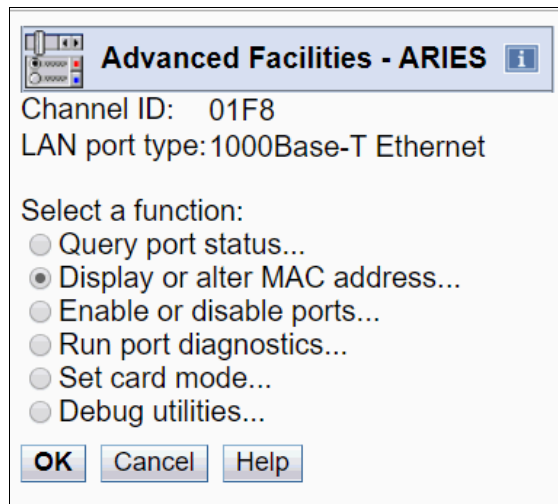 Advanced Facilities - ARIES i
Channel ID: 01F8
LAN port type: 1000Base-T Ethernet
Select a function:
Query port status...
Display or alter MAC address...
Enable or disable ports...
Run port diagnostics...
Set card mode...
Debug utilities...
OK Cancel Help